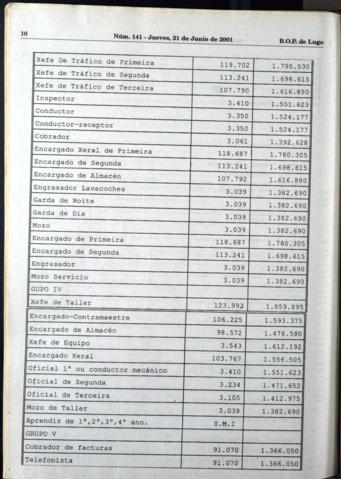 10 Núm. 141 - Jueves, 21 de Junio de 2001 B.O.P. de Lugo
Xefe De Tráfico de Primeira 119.702 1.795.530
Xefe de Tráfico de Segunda 113.241 1.698.615
Xefe de Tráfico de Terceira 107.790 1.616.850
Inspector 3.410 1.551.623
Conductor 3.350 1.524.177
Conductor-receptor 3.350 1.524.177
Cobrador 3.061 1.392.628
Encargado Xeral de Primeira 118.687 1.780.305
Encargado de Segunda 113.241 1.698.615
Encargado de Almacén 107.792 1.616.880
Engrasador Lavacoches 3.039 1.382.690
Garda de Noite 3.039 1.382.690
Garda de Dia 3.039 1.382.690
Mozo 3.039 1.382.690
Encargado de Primeira 118.687 1.780.305
Encargado de Segunda 113.241 1.698.615
Engrasador 3.039 1.382.690
Mozo Servicio 3.039 1.382.690
GUPO IV
Xefe de Taller 123.993 1.859.895
Encargado-Contramaestre 106.225 1.593.375
Encargado de Almacén 98.572 1.478.580
Xefe de Equipo 3.543 1.612.192
Encargado Xeral 103.767 1.556.505
Oficial 1ª ou conductor mecánico 3.410 1.551.623
Oficial de Segunda 3.234 1.471.652
Oficial de Terceira 3.105 1.412.975
Mozo de Taller 3.039 1.382.690
Aprendiz de 1º,2º,3º,4º ano. S.M.I
GRUPO V
Cobrador de facturas 91.070 1.366.050
Telefonista 91.070 1.366.050